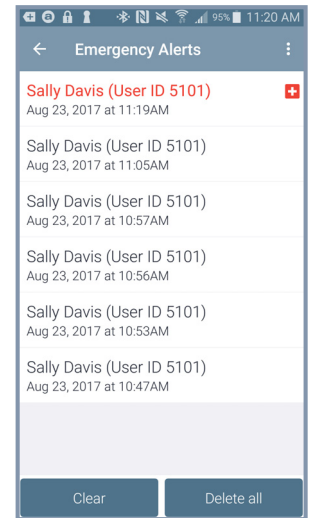 95% 11:20 AM
Emergency Alerts
Sally Davis (User ID 5101)
Aug 23, 2017 at 11:19AM
Sally Davis (User ID 5101)
Aug 23, 2017 at 11:05AM
Sally Davis (User ID 5101)
Aug 23, 2017 at 10:57AM
Sally Davis (User ID 5101)
Aug 23, 2017 at 10:56AM
Sally Davis (User ID 5101)
Aug 23, 2017 at 10:53AM
Sally Davis (User ID 5101)
Aug 23, 2017 at 10:47AM
Clear Delete all